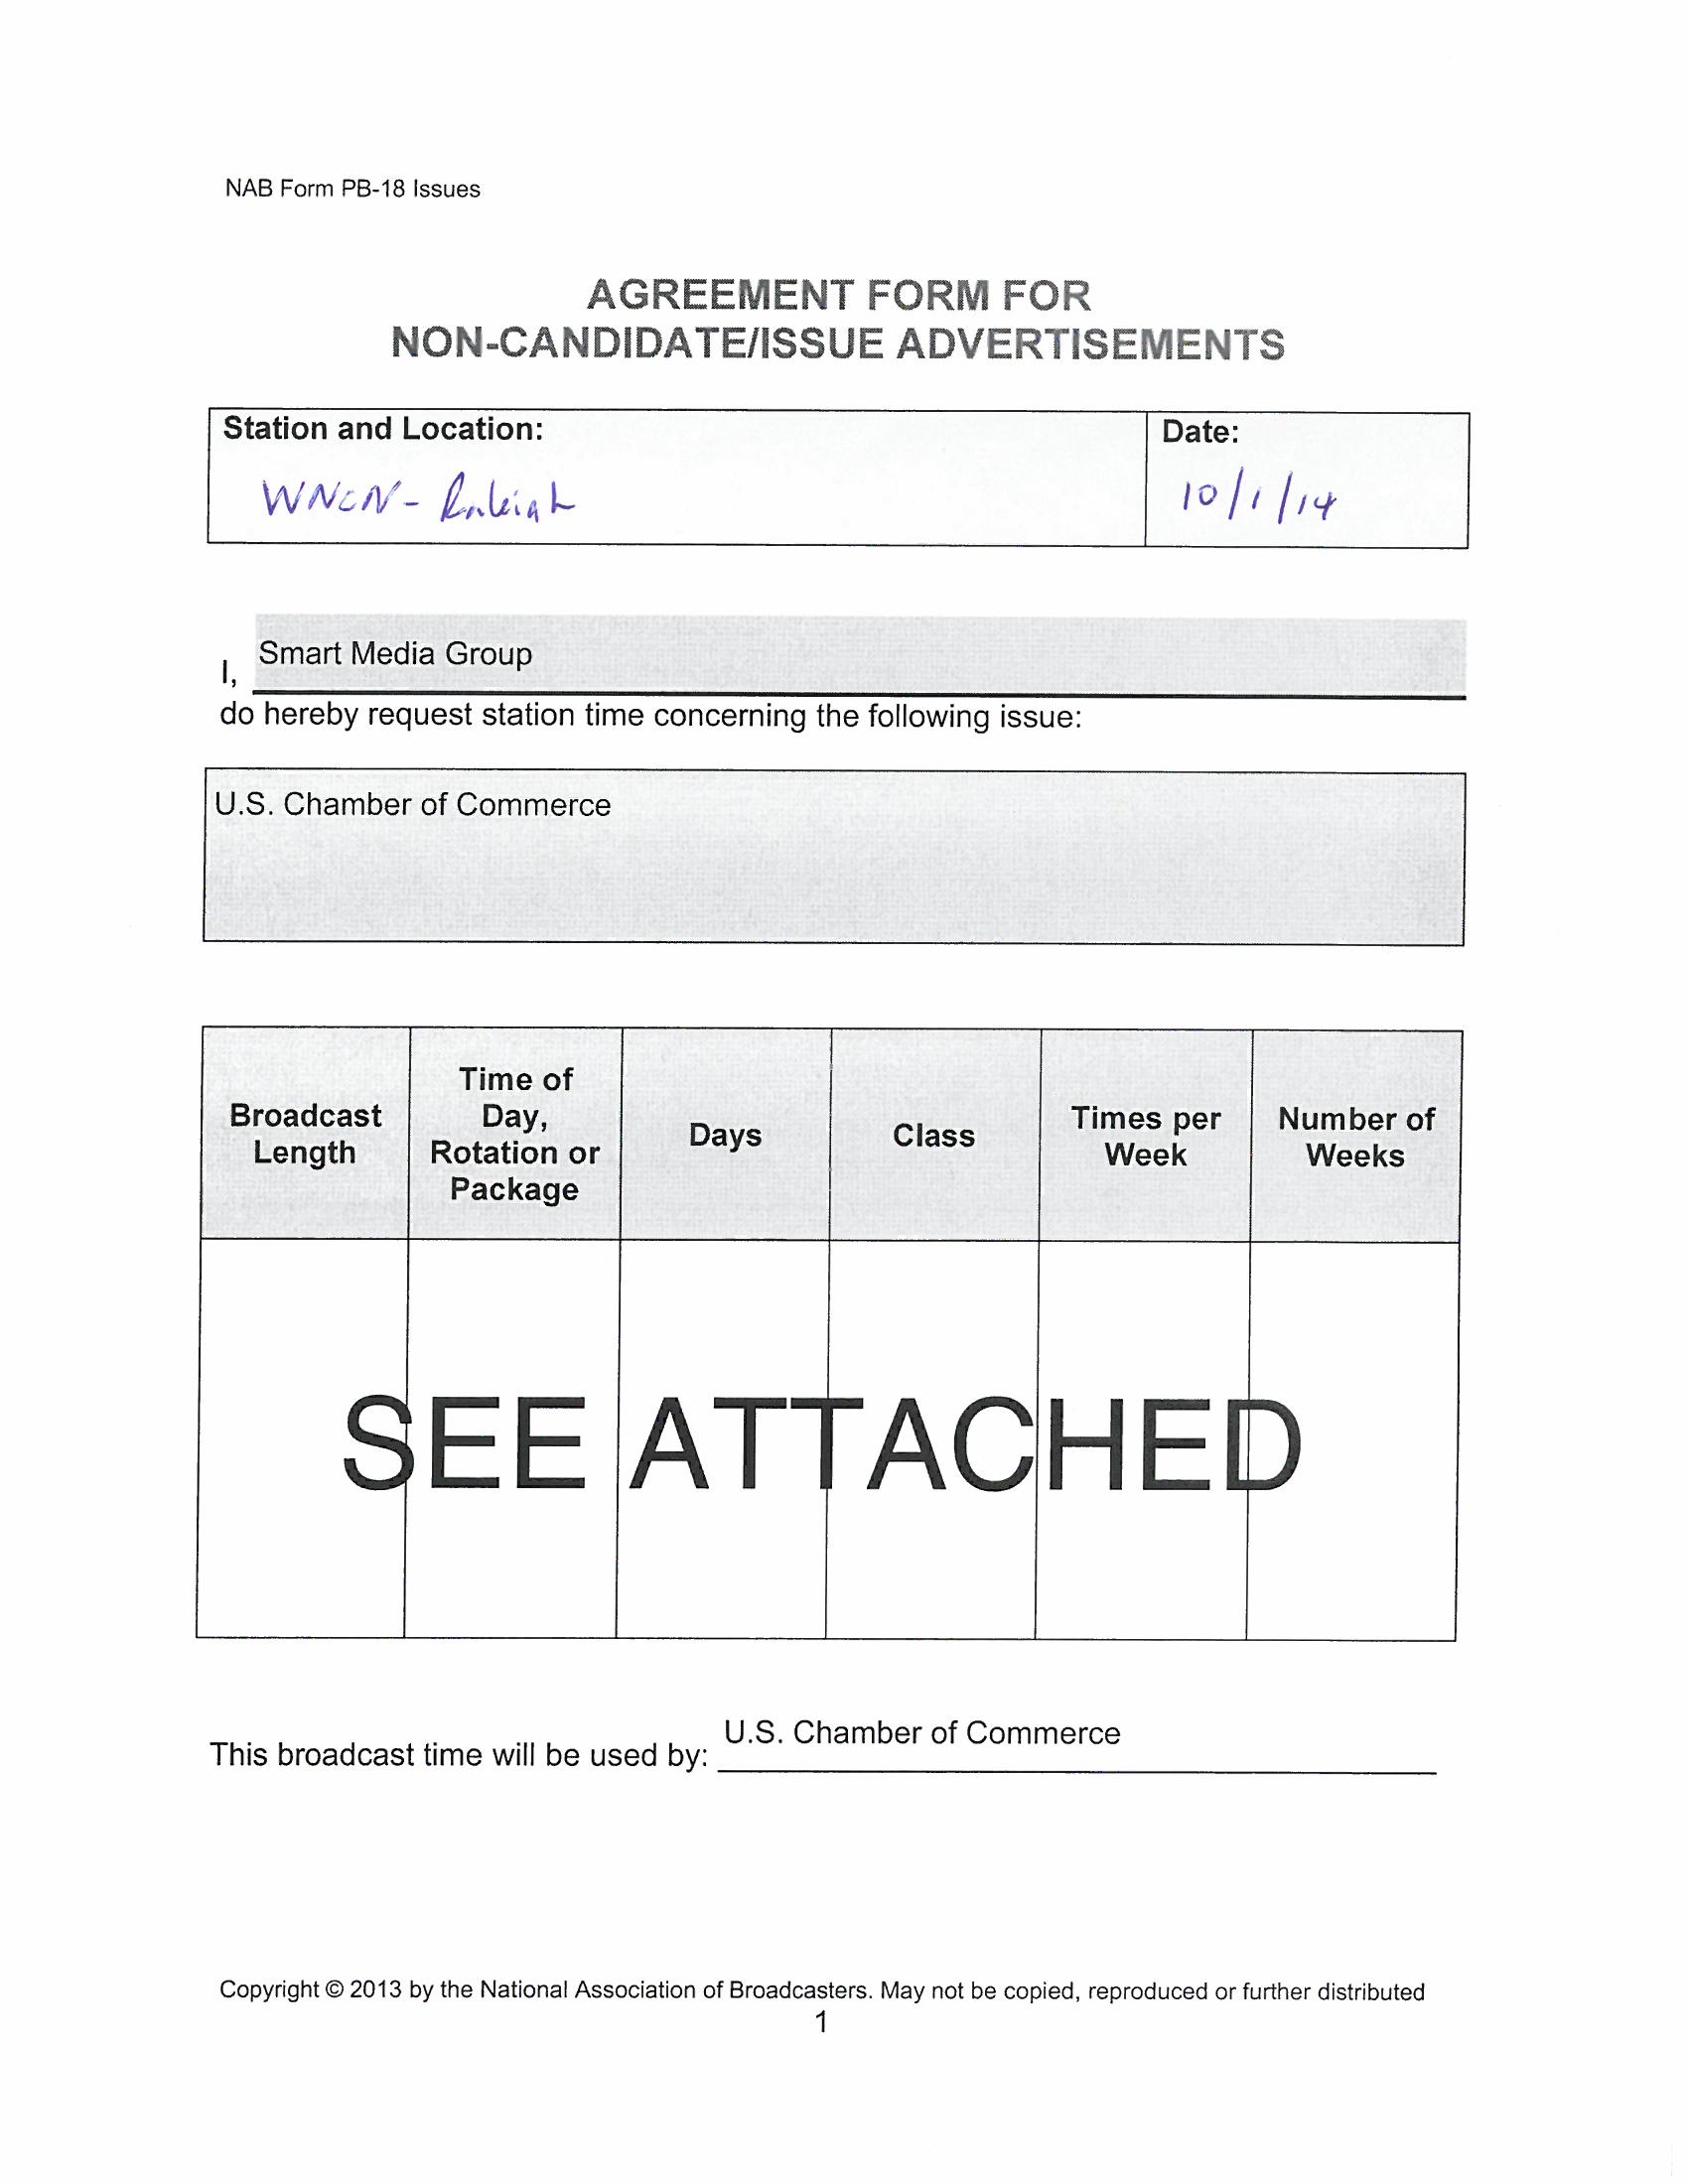 NAB Form PB-18 Issues
AGREEMENT FORM FOR
NON-CANDIDATE/ISSUE ADVERTISEMENTS
Station and Location:
WNCN - Raleigh
Date:
10/1/14
I, Smart Media Group
do hereby request station time concerning the following issue:
U.S. Chamber of Commerce
Broadcast
Length
Time of
Day,
Rotation or
Package
Days
Class
Times per
Week
Number of
Weeks
SEE ATTACHED
This broadcast time will be used by: U.S. Chamber of Commerce
Copyright © 2013 by the National Association of Broadcasters. May not be copied, reproduced or further distributed
1